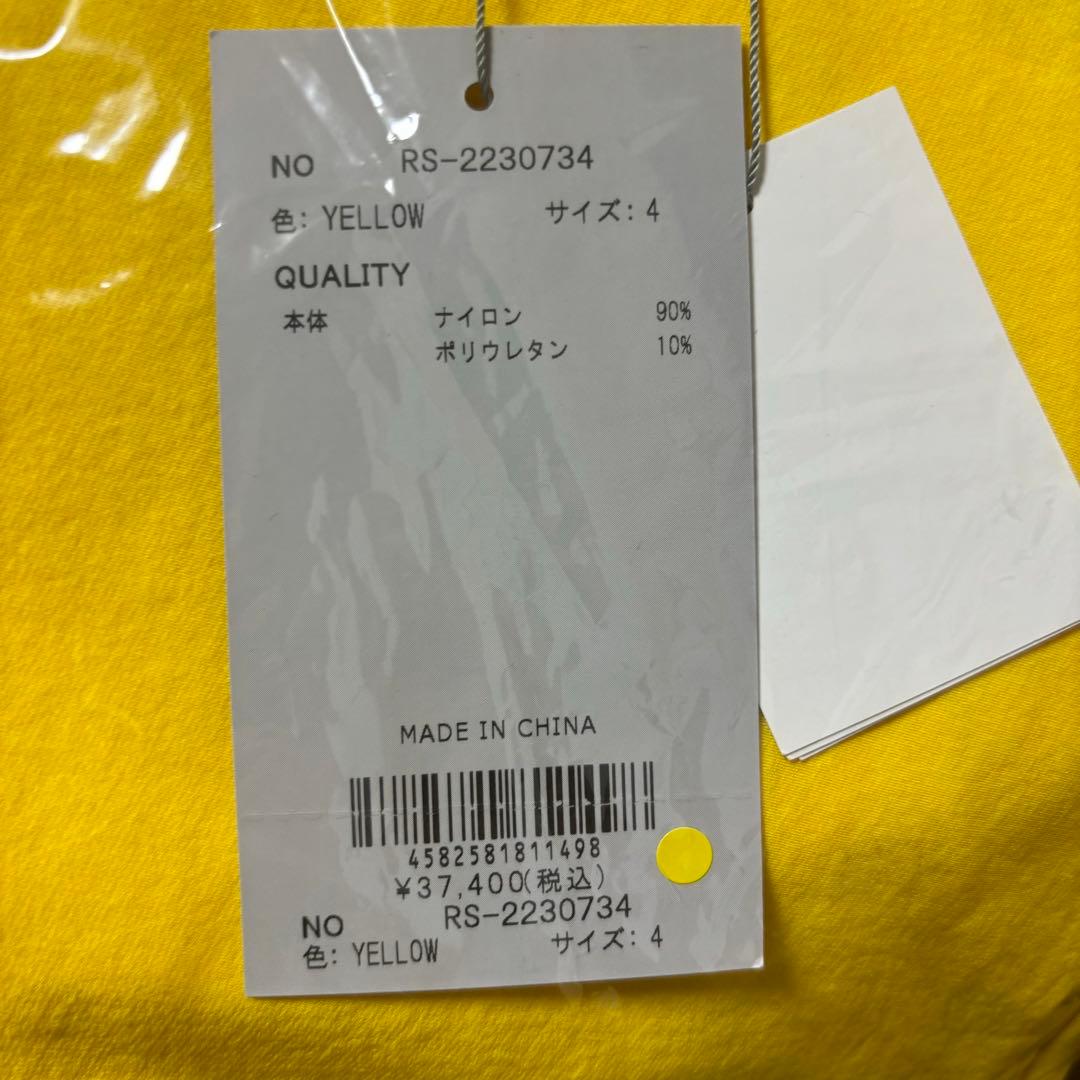 NO RS-2230734
色: YELLOW サイズ: 4
QUALITY
本体 ナイロン 90%
ポリウレタン 10%
MADE IN CHINA
4582581811498
¥37,400(税込)
NO RS-2230734
色: YELLOW サイズ: 4